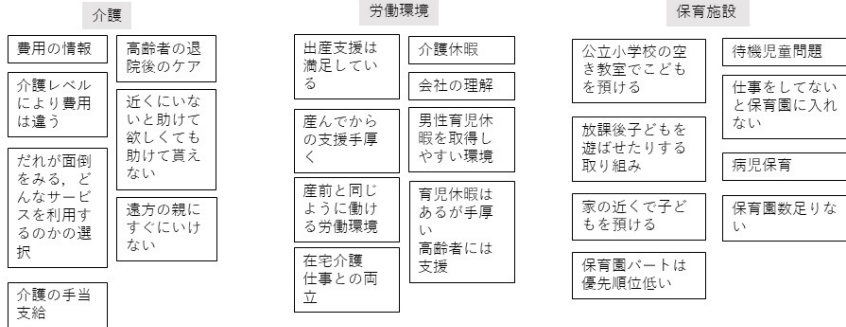 介護
費用の情報
介護レベル
により費用
は違う
だれが面倒
をみる，ど
んなサービ
スを利用す
るのかの選
択
介護の手当
支給
高齢者の退
院後のケア
近くにいな
いと助けて
欲しくても
助けて貰え
ない
遠方の親に
すぐにいけ
ない
労働環境
出産支援は
満足してい
る
産んでから
の支援手厚
く
産前と同じ
ように働け
る労働環境
在宅介護
仕事との両
立
介護休暇
会社の理解
男性育児休
暇を取得し
やすい環境
育児休暇は
あるが手厚
い
高齢者には
支援
保育施設
公立小学校の空
き教室でこども
を預ける
放課後子どもを
遊ばせたりする
取り組み
家の近くで子ど
もを預ける
保育園パートは
優先順位低い
待機児童問題
仕事をしてない
と保育園に入れ
ない
病児保育
保育園数足りな
い